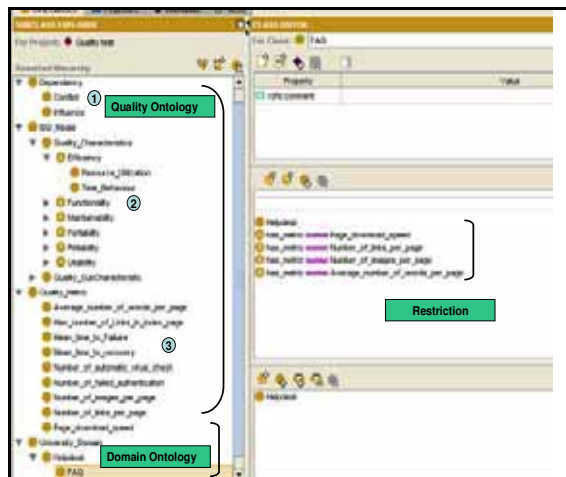 SUBCLASS EXPLORER
CLASS EDITOR
For Project: Quality test
For Class: FAQ
Asserted Hierarchy
Property
Value
rdfs:comment
Dependency
Conflict
1
Quality Ontology
Influence
ISO_Model
Quality_Characteristics
Efficiency
Resource_Utilization
Time_Behaviour
Functionality
2
Maintainability
Portability
Reliability
Usability
Quality_SubCharacteristic
Quality_Metric
Average_number_of_words_per_page
Max_number_of_Links_in_Index_page
Mean_time_to_Failure
Mean_time_to_recovery
3
Number_of_automatic_virus_check
Number_of_failed_authentication
Number_of_images_per_page
Number_of_links_per_page
Page_download_speed
University_Domain
Helpdesk
Domain Ontology
FAQ
Helpdesk
has_metric some Page_download_speed
has_metric some Number_of_links_per_page
has_metric some Number_of_images_per_page
has_metric some Average_number_of_words_per_page
Restriction
Helpdesk